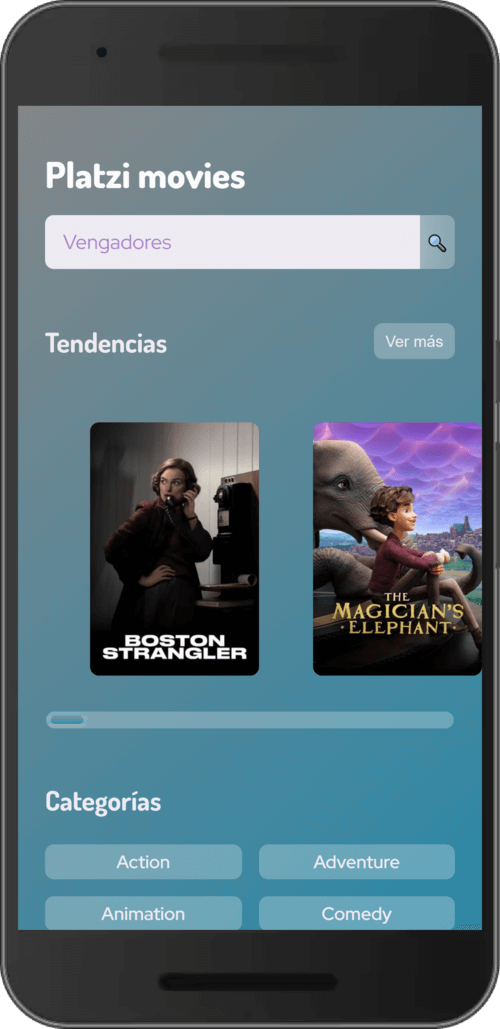 Platzi movies
Vengadores
Tendencias
Ver más
BOSTON
STRANGLER
THE
MAGICIAN'S
ELEPHANT
Categorías
Action
Adventure
Animation
Comedy